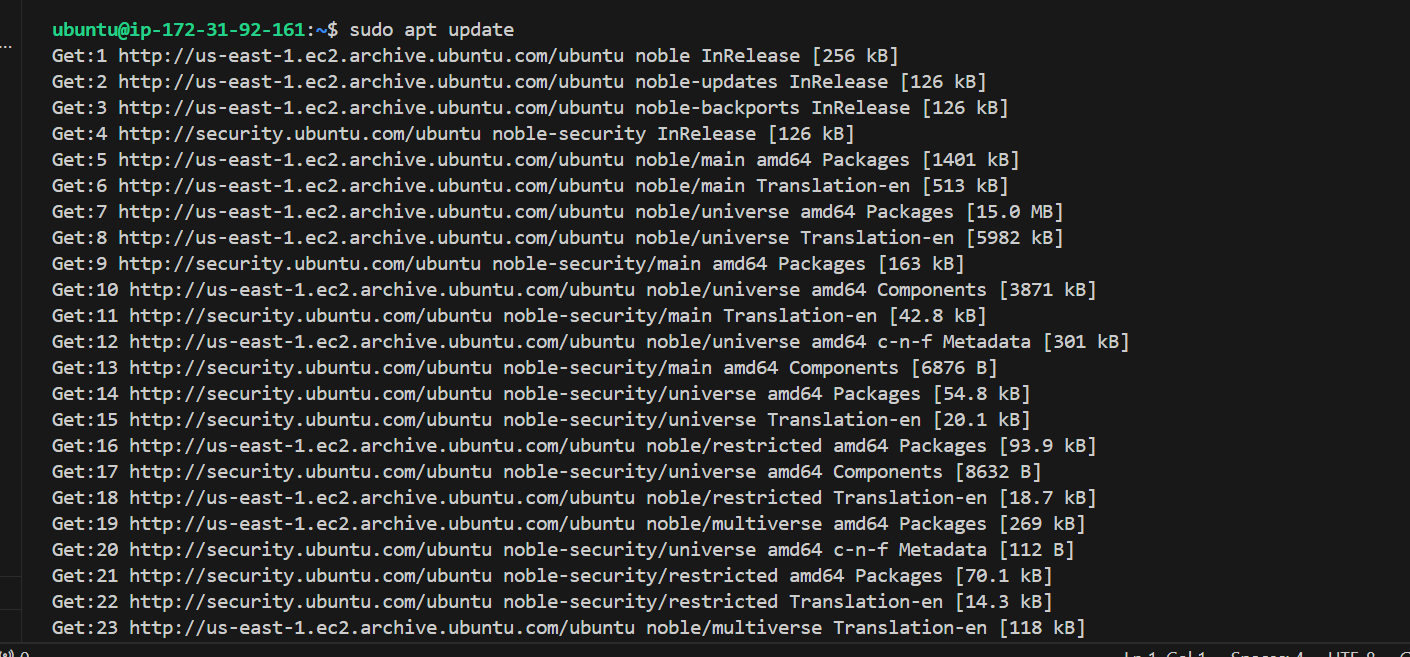 ubuntu@ip-172-31-92-161:~$ sudo apt update
Get:1 http://us-east-1.ec2.archive.ubuntu.com/ubuntu noble InRelease [256 kB]
Get:2 http://us-east-1.ec2.archive.ubuntu.com/ubuntu noble-updates InRelease [126 kB]
Get:3 http://us-east-1.ec2.archive.ubuntu.com/ubuntu noble-backports InRelease [126 kB]
Get:4 http://security.ubuntu.com/ubuntu noble-security InRelease [126 kB]
Get:5 http://us-east-1.ec2.archive.ubuntu.com/ubuntu noble/main amd64 Packages [1401 kB]
Get:6 http://us-east-1.ec2.archive.ubuntu.com/ubuntu noble/main Translation-en [513 kB]
Get:7 http://us-east-1.ec2.archive.ubuntu.com/ubuntu noble/universe amd64 Packages [15.0 MB]
Get:8 http://us-east-1.ec2.archive.ubuntu.com/ubuntu noble/universe Translation-en [5982 kB]
Get:9 http://security.ubuntu.com/ubuntu noble-security/main amd64 Packages [163 kB]
Get:10 http://us-east-1.ec2.archive.ubuntu.com/ubuntu noble/universe amd64 Components [3871 kB]
Get:11 http://security.ubuntu.com/ubuntu noble-security/main Translation-en [42.8 kB]
Get:12 http://us-east-1.ec2.archive.ubuntu.com/ubuntu noble/universe amd64 c-n-f Metadata [301 kB]
Get:13 http://security.ubuntu.com/ubuntu noble-security/main amd64 Components [6876 B]
Get:14 http://security.ubuntu.com/ubuntu noble-security/universe amd64 Packages [54.8 kB]
Get:15 http://security.ubuntu.com/ubuntu noble-security/universe Translation-en [20.1 kB]
Get:16 http://us-east-1.ec2.archive.ubuntu.com/ubuntu noble/restricted amd64 Packages [93.9 kB]
Get:17 http://security.ubuntu.com/ubuntu noble-security/universe amd64 Components [8632 B]
Get:18 http://us-east-1.ec2.archive.ubuntu.com/ubuntu noble/restricted Translation-en [18.7 kB]
Get:19 http://us-east-1.ec2.archive.ubuntu.com/ubuntu noble/multiverse amd64 Packages [269 kB]
Get:20 http://security.ubuntu.com/ubuntu noble-security/universe amd64 c-n-f Metadata [112 B]
Get:21 http://security.ubuntu.com/ubuntu noble-security/restricted amd64 Packages [70.1 kB]
Get:22 http://security.ubuntu.com/ubuntu noble-security/restricted Translation-en [14.3 kB]
Get:23 http://us-east-1.ec2.archive.ubuntu.com/ubuntu noble/multiverse Translation-en [118 kB]